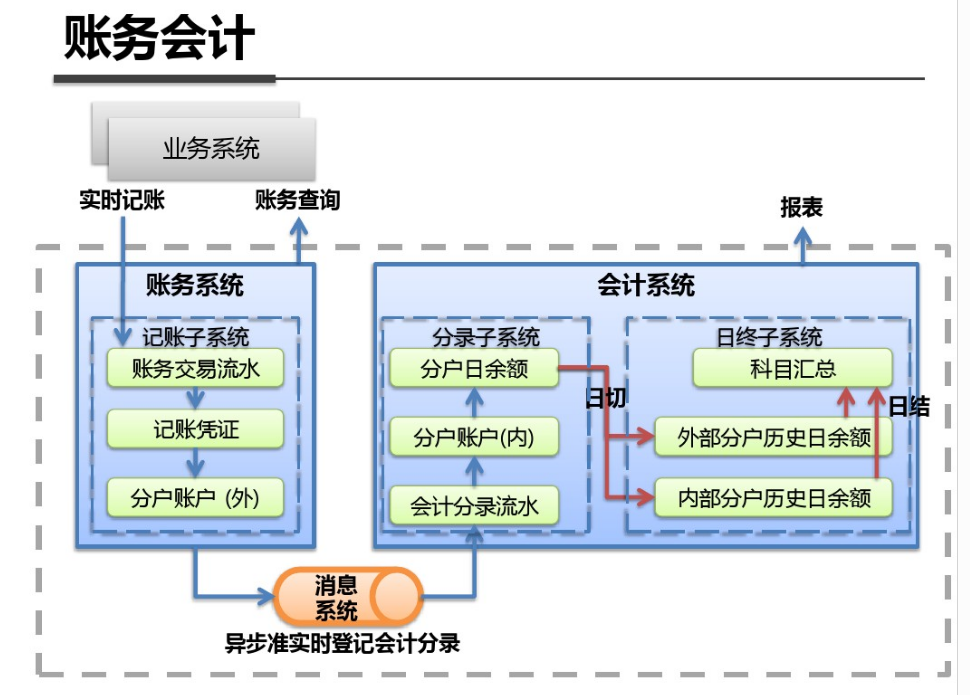 账务会计
业务系统
实时记账
账务查询
报表
账务系统
记账子系统
账务交易流水
记账凭证
分户账户 (外)
会计系统
分录子系统
分户日余额
分户账户(内)
会计分录流水
日切
日终子系统
科目汇总
日结
外部分户历史日余额
内部分户历史日余额
消息
系统
异步准实时登记会计分录